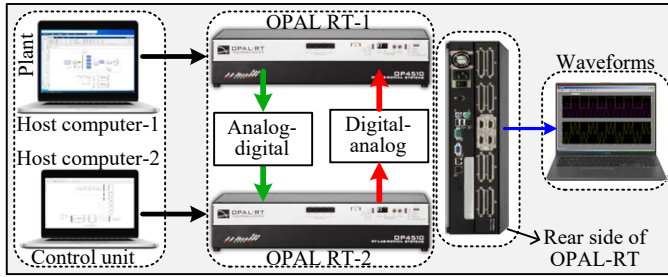 OPAL RT-1
Plant
Host computer-1
OPAL-RT
OP4510
Analog-
digital
Digital-
analog
Host computer-2
Control unit
OPAL-RT
OP4510
OPAL RT-2
Waveforms
Rear side of
OPAL-RT